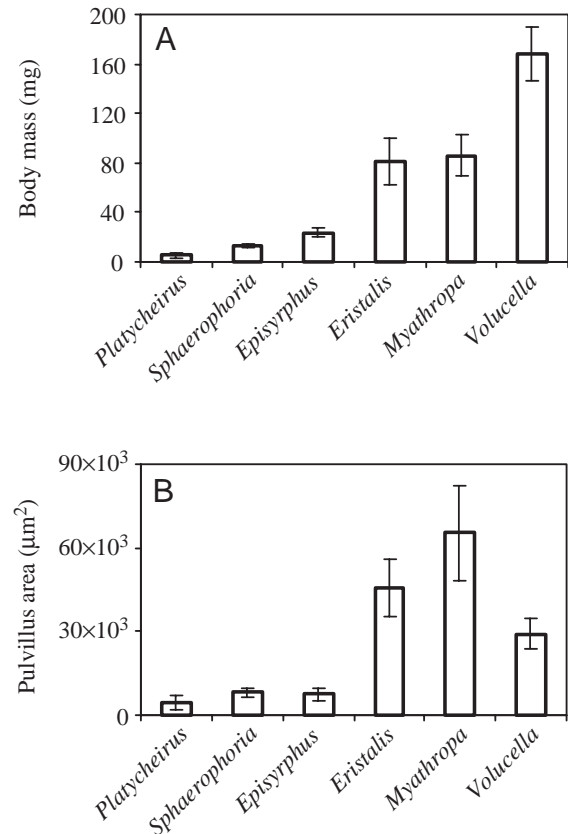 A
Body mass (mg)
200
160
120
80
40
0
Platycheirus
Sphaerophoria
Episyrphus
Eristalis
Myathropa
Volucella
B
Pulvillus area (μm²)
90×10³
60×10³
30×10³
0
Platycheirus
Sphaerophoria
Episyrphus
Eristalis
Myathropa
Volucella